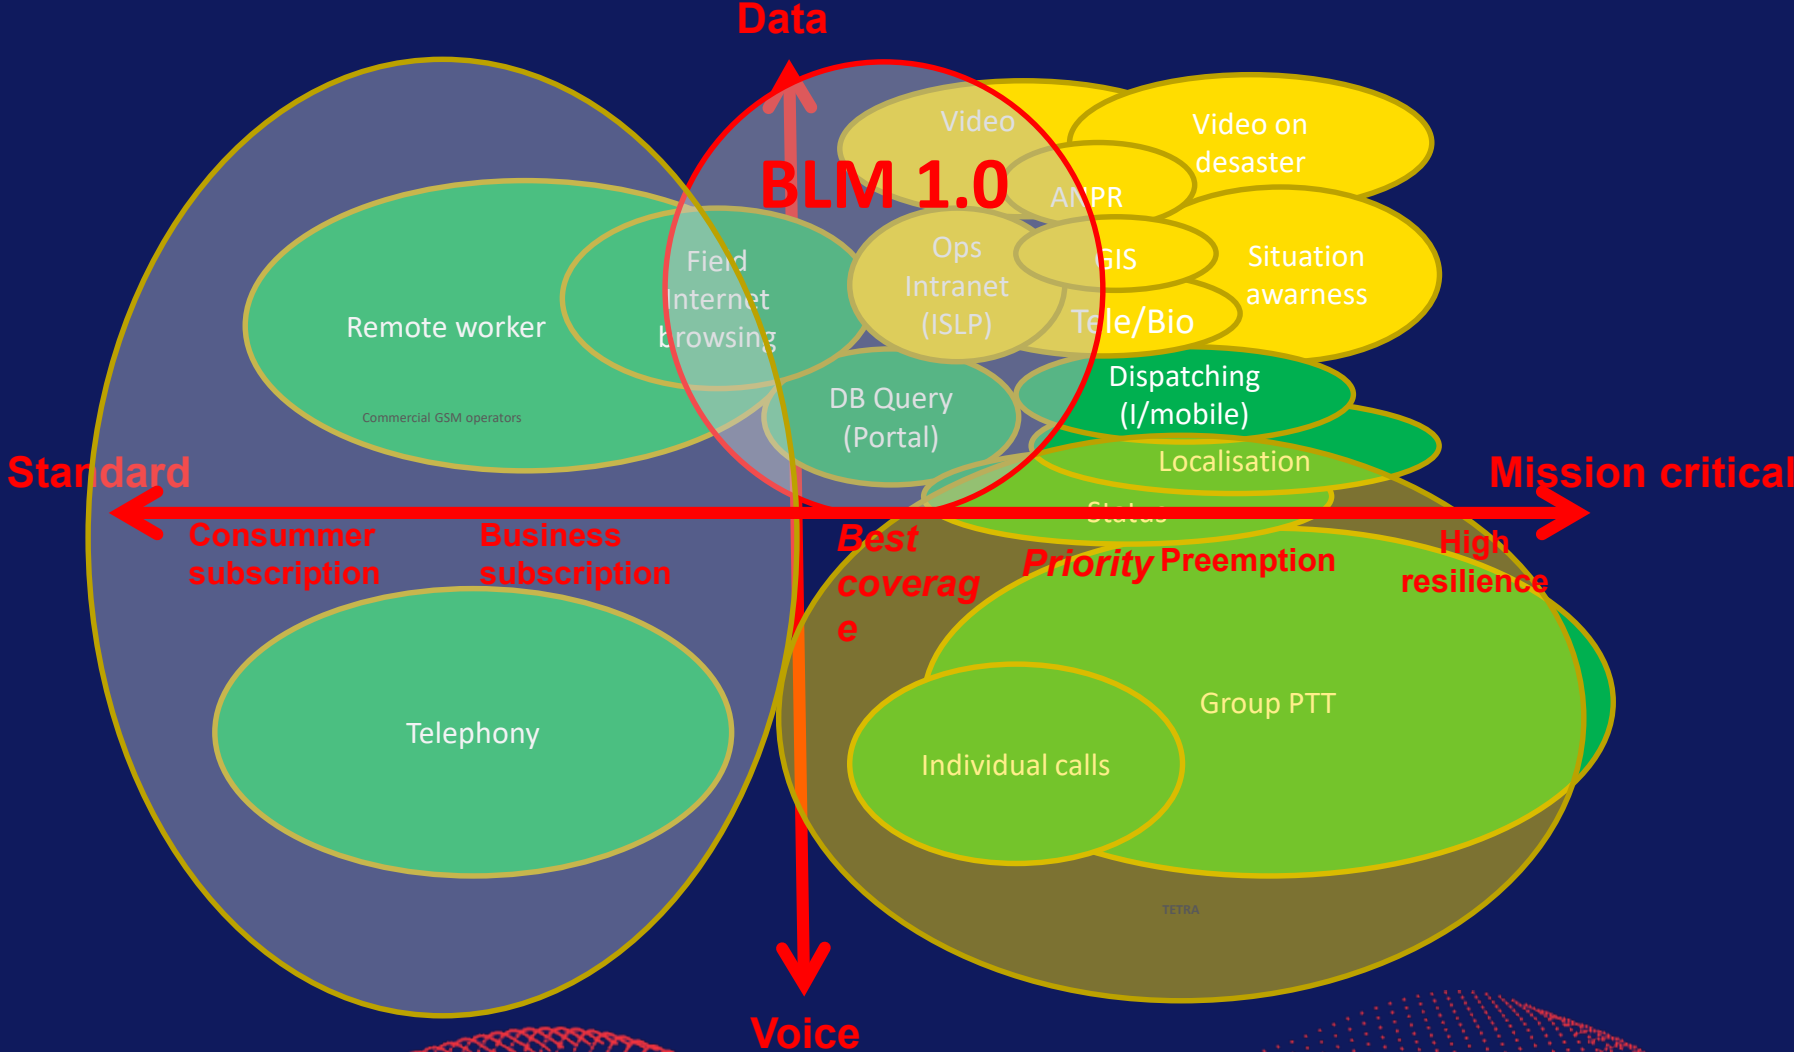 Data
Video
Video on
desaster
BLM 1.0
ANPR
Field
Internet
browsing
Ops
Intranet
(ISLP)
GIS
Situation
awarness
Remote worker
Tele/Bio
Commercial GSM operators
DB Query
(Portal)
Dispatching
(I/mobile)
Localisation
Standard
Mission critical
Status
Consummer
subscription
Business
subscription
Best
coverag
e
Priority
Preemption
High
resilience
Telephony
Group PTT
Individual calls
TETRA
Voice